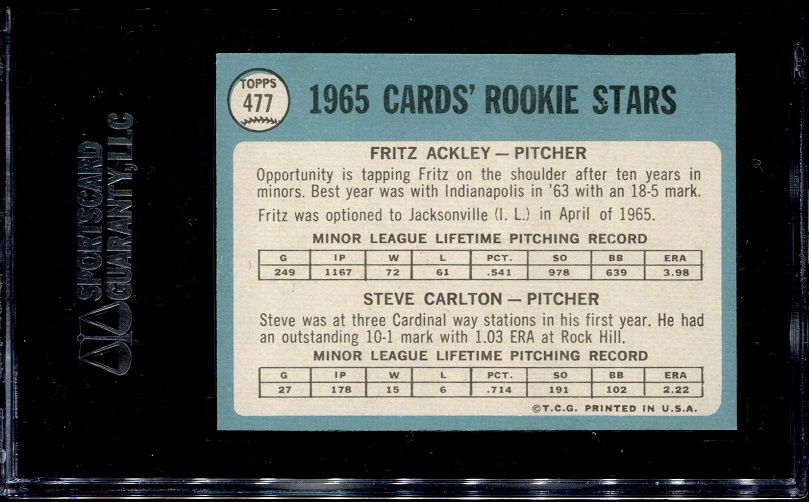 SPORTSCARD
GUARANTY, LLC
TOPPS
477
1965 CARDS' ROOKIE STARS
FRITZ ACKLEY — PITCHER
Opportunity is tapping Fritz on the shoulder after ten years in
minors. Best year was with Indianapolis in '63 with an 18-5 mark.
Fritz was optioned to Jacksonville (I. L.) in April of 1965.
MINOR LEAGUE LIFETIME PITCHING RECORD
G IP W L PCT. SO BB ERA
249 1167 72 61 .541 978 639 3.98
STEVE CARLTON — PITCHER
Steve was at three Cardinal way stations in his first year. He had
an outstanding 10-1 mark with 1.03 ERA at Rock Hill.
MINOR LEAGUE LIFETIME PITCHING RECORD
G IP W L PCT. SO BB ERA
27 178 15 6 .714 191 102 2.22
©T.C.G. PRINTED IN U.S.A.